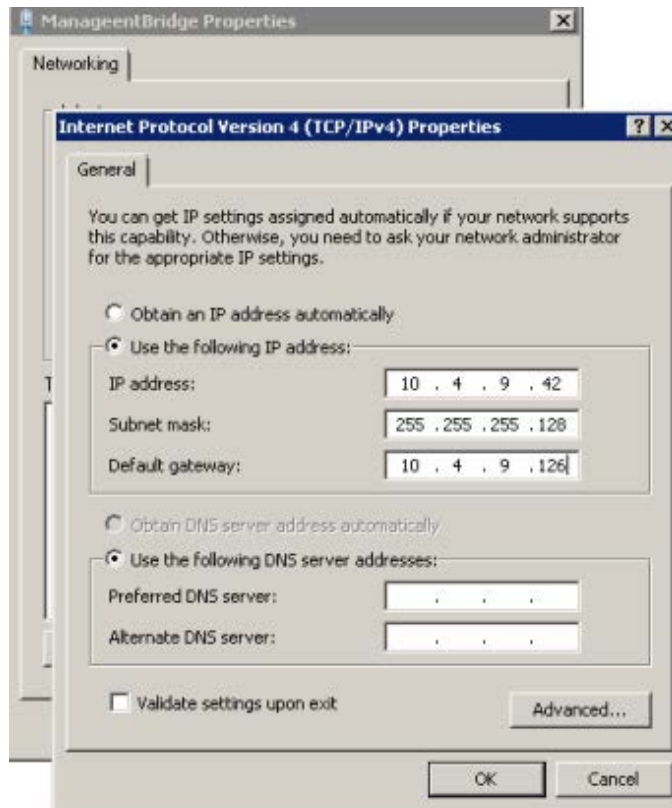 ManageentBridge Properties
Networking
Internet Protocol Version 4 (TCP/IPv4) Properties
General
You can get IP settings assigned automatically if your network supports
this capability. Otherwise, you need to ask your network administrator
for the appropriate IP settings.
Obtain an IP address automatically
Use the following IP address:
IP address: 10 . 4 . 9 . 42
Subnet mask: 255 .255 .255 .128
Default gateway: 10 . 4 . 9 .126
Obtain DNS server address automatically
Use the following DNS server addresses:
Preferred DNS server: . . .
Alternate DNS server: . . .
Validate settings upon exit
Advanced...
OK Cancel